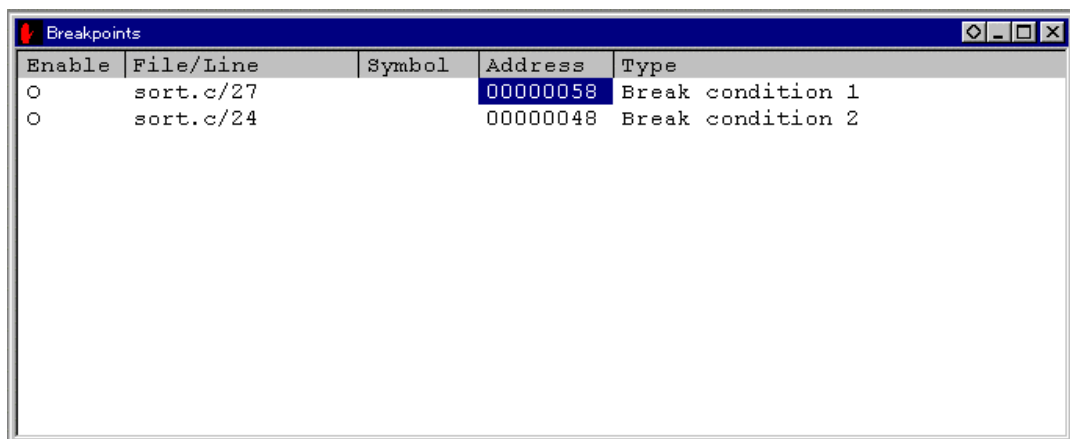 Breakpoints
Enable File/Line Symbol Address Type
O sort.c/27 00000058 Break condition 1
O sort.c/24 00000048 Break condition 2